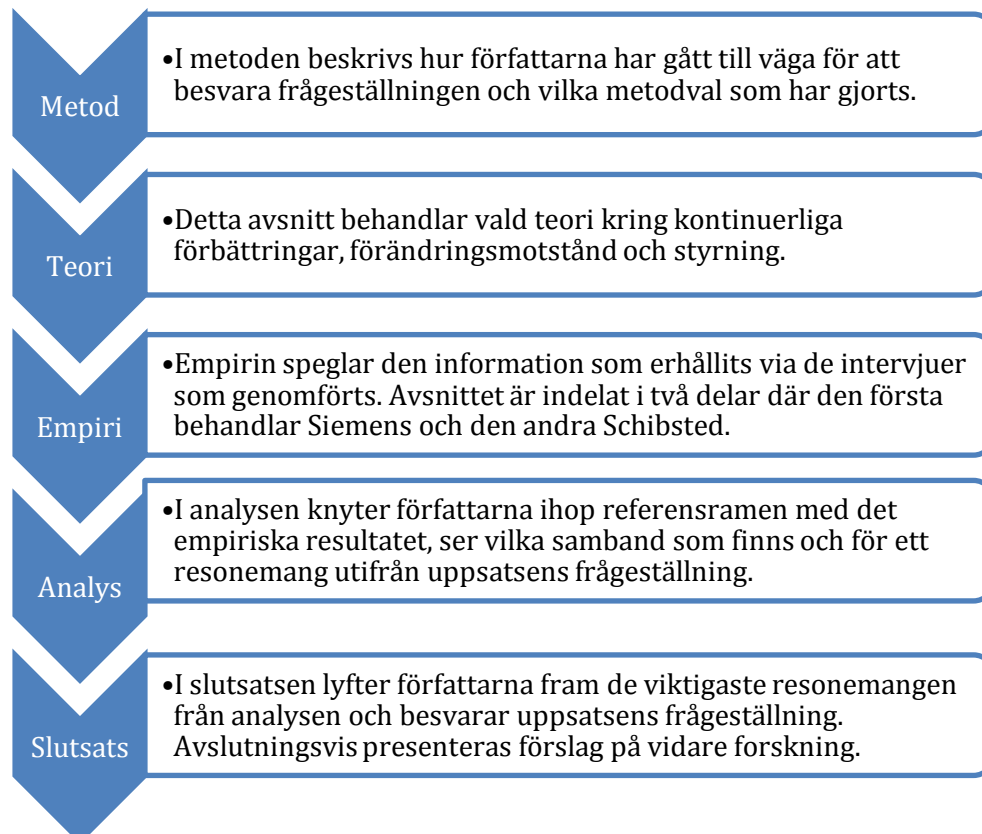 Metod
•I metoden beskrivs hur författarna har gått till väga för att
besvara frågeställningen och vilka metodval som har gjorts.
Teori
•Detta avsnitt behandlar vald teori kring kontinuerliga
förbättringar, förändringsmotstånd och styrning.
Empiri
•Empirin speglar den information som erhållits via de intervjuer
som genomförts. Avsnittet är indelat i två delar där den första
behandlar Siemens och den andra Schibsted.
Analys
•I analysen knyter författarna ihop referensramen med det
empiriska resultatet, ser vilka samband som finns och för ett
resonemang utifrån uppsatsens frågeställning.
Slutsats
•I slutsatsen lyfter författarna fram de viktigaste resonemangen
från analysen och besvarar uppsatsens frågeställning.
Avslutningsvis presenteras förslag på vidare forskning.